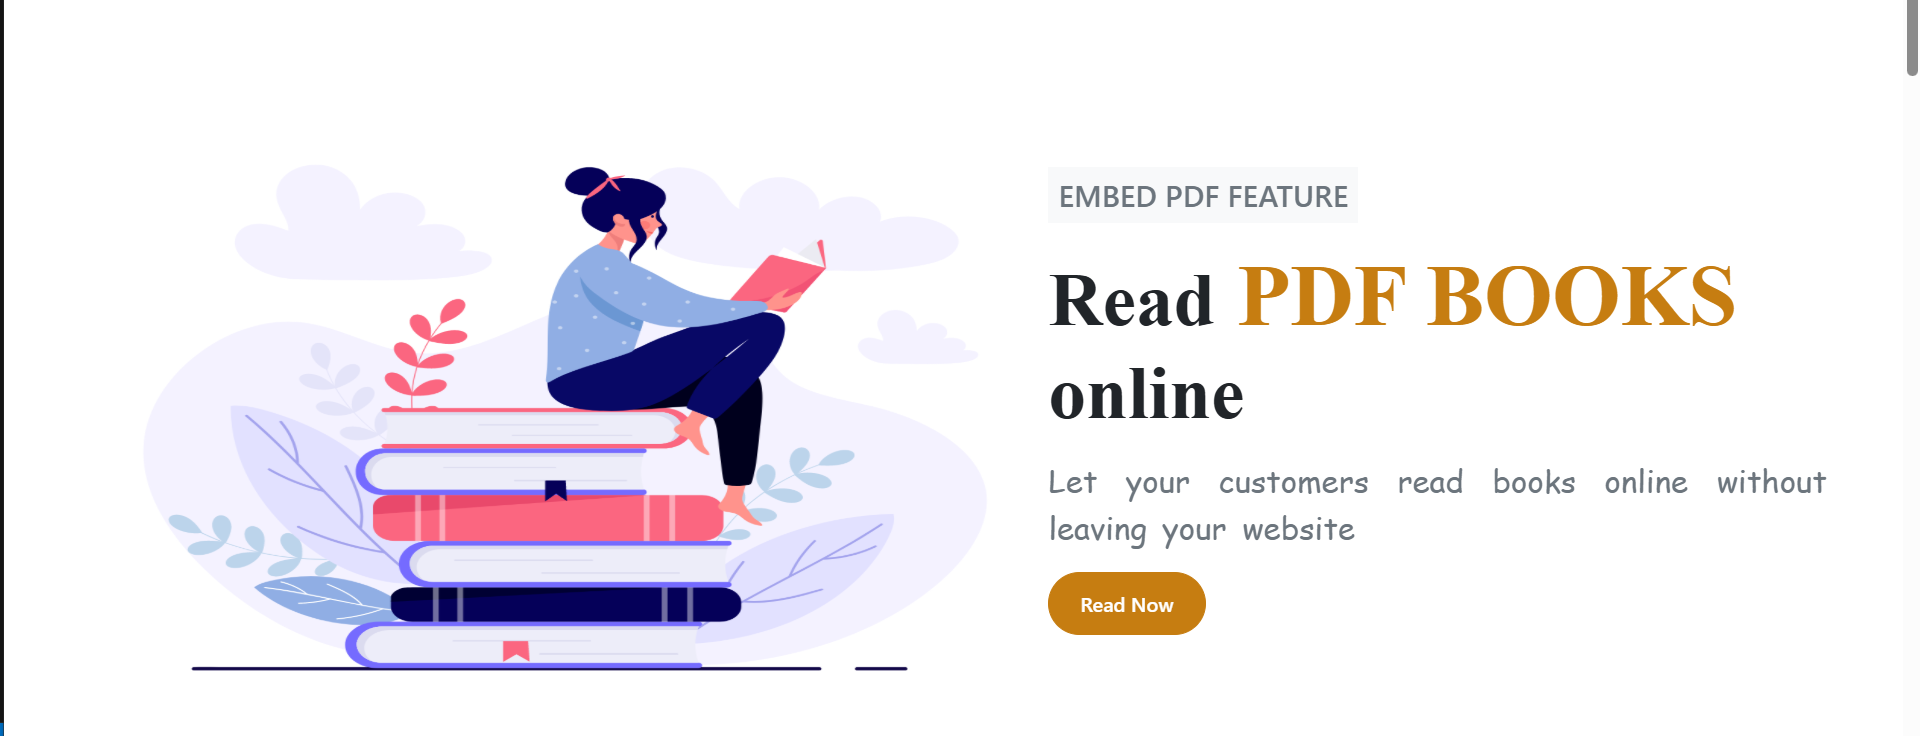 EMBED PDF FEATURE
Read PDF BOOKS
online
Let your customers read books online without
leaving your website
Read Now